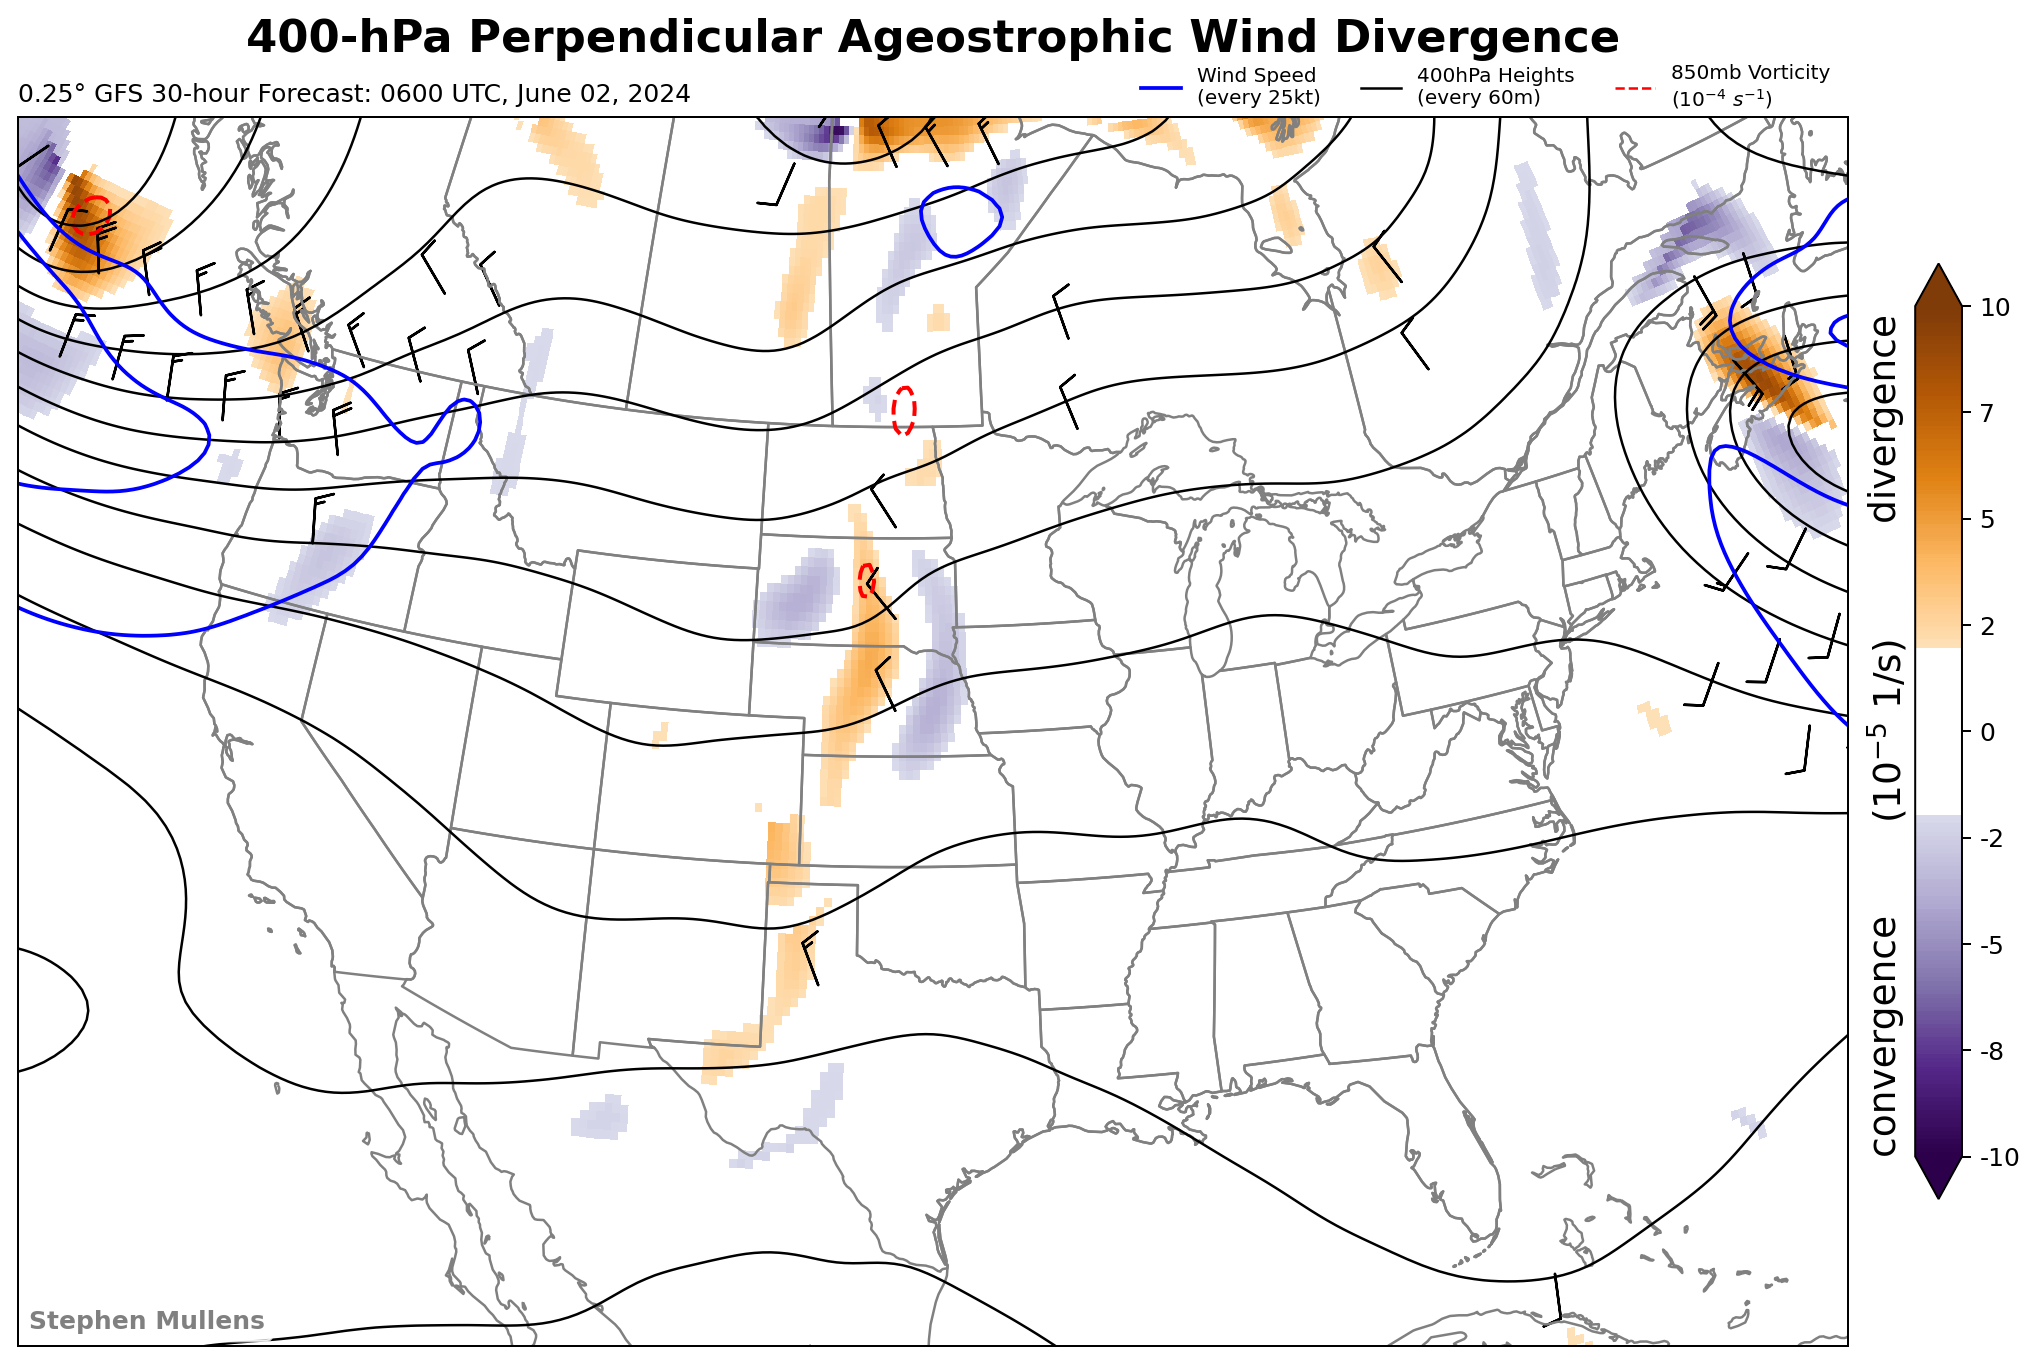 400-hPa Perpendicular Ageostrophic Wind Divergence
0.25° GFS 30-hour Forecast: 0600 UTC, June 02, 2024
Wind Speed
(every 25kt)
400hPa Heights
(every 60m)
850mb Vorticity
(10⁻⁴ s⁻¹)
10
7
5
2
0
-2
-5
-8
-10
convergence (10⁻⁵ 1/s) divergence
Stephen Mullens